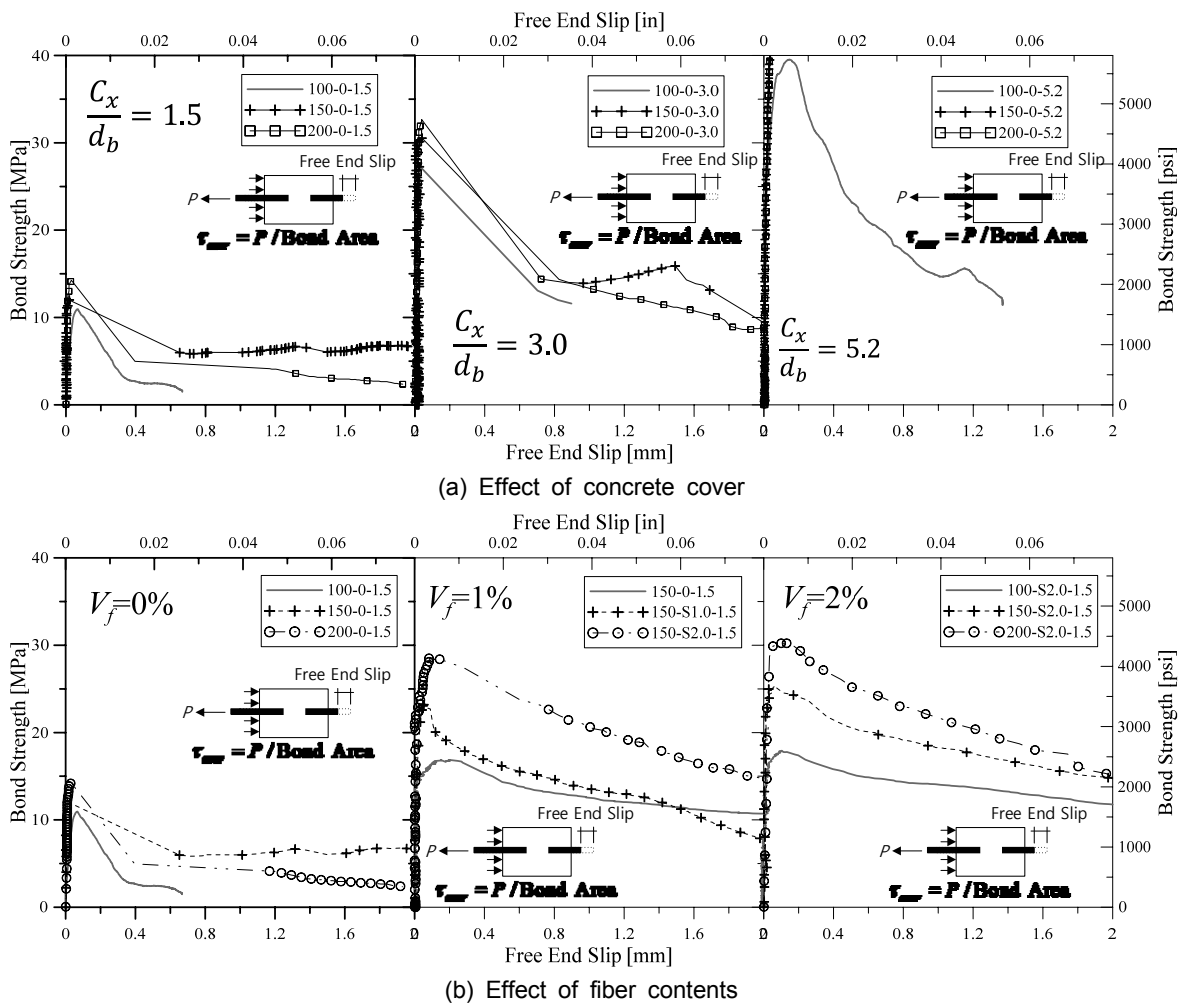 Free End Slip [in]
0 0.02 0.04 0.06 0 0.02 0.04 0.06 0 0.02 0.04 0.06
40
30
20
10
0
Bond Strength [MPa]
C_x / d_b = 1.5
100-0-1.5
150-0-1.5
200-0-1.5
Free End Slip
P
= P / Bond Area
C_x / d_b = 3.0
100-0-3.0
150-0-3.0
200-0-3.0
Free End Slip
P
= P / Bond Area
C_x / d_b = 5.2
100-0-5.2
150-0-5.2
200-0-5.2
Free End Slip
P
= P / Bond Area
5000
4000
3000
2000
1000
0
Bond Strength [psi]
0 0.4 0.8 1.2 1.6 0.4 0.8 1.2 1.6 0.4 0.8 1.2 1.6 2
Free End Slip [mm]
(a) Effect of concrete cover
Free End Slip [in]
0 0.02 0.04 0.06 0 0.02 0.04 0.06 0 0.02 0.04 0.06
40
30
20
10
0
Bond Strength [MPa]
V_f=0%
100-0-1.5
150-0-1.5
200-0-1.5
Free End Slip
P
= P / Bond Area
V_f=1%
150-0-1.5
150-S1.0-1.5
150-S2.0-1.5
Free End Slip
P
= P / Bond Area
V_f=2%
100-S2.0-1.5
150-S2.0-1.5
200-S2.0-1.5
Free End Slip
P
= P / Bond Area
5000
4000
3000
2000
1000
0
Bond Strength [psi]
0 0.4 0.8 1.2 1.6 0.4 0.8 1.2 1.6 0.4 0.8 1.2 1.6 2
Free End Slip [mm]
(b) Effect of fiber contents